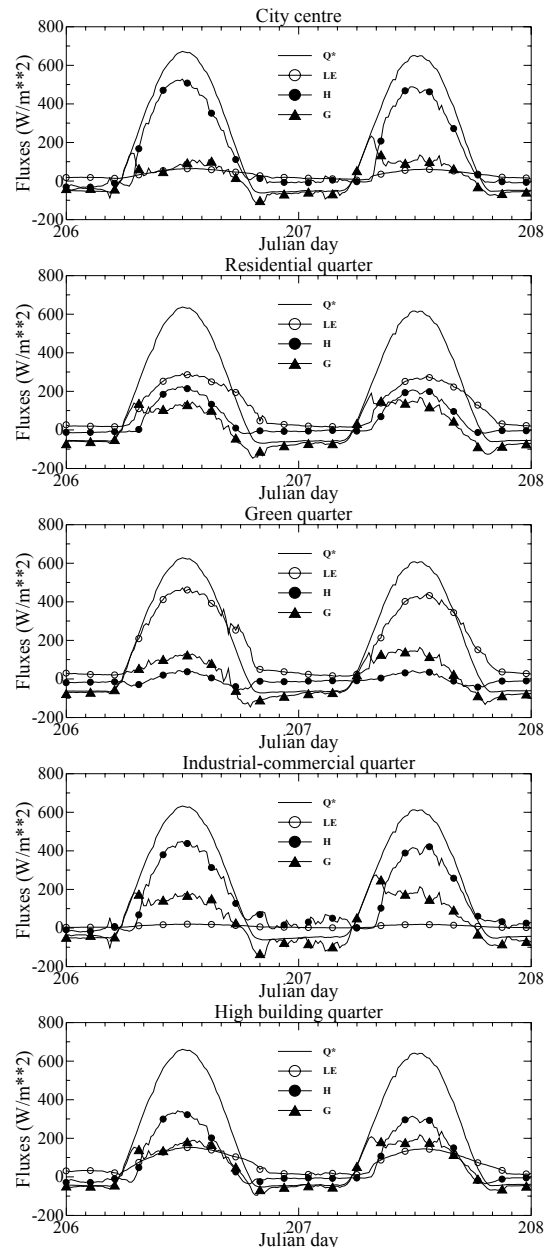 City centre
800
600
400
200
0
-200
Fluxes (W/m**2)
Q*
LE
H
G
206
207
208
Julian day
Residential quarter
800
600
400
200
0
-200
Fluxes (W/m**2)
Q*
LE
H
G
206
207
208
Julian day
Green quarter
800
600
400
200
0
-200
Fluxes (W/m**2)
Q*
LE
H
G
206
207
208
Julian day
Industrial-commercial quarter
800
600
400
200
0
-200
Fluxes (W/m**2)
Q*
LE
H
G
206
207
208
Julian day
High building quarter
800
600
400
200
0
-200
Fluxes (W/m**2)
Q*
LE
H
G
206
207
208
Julian day